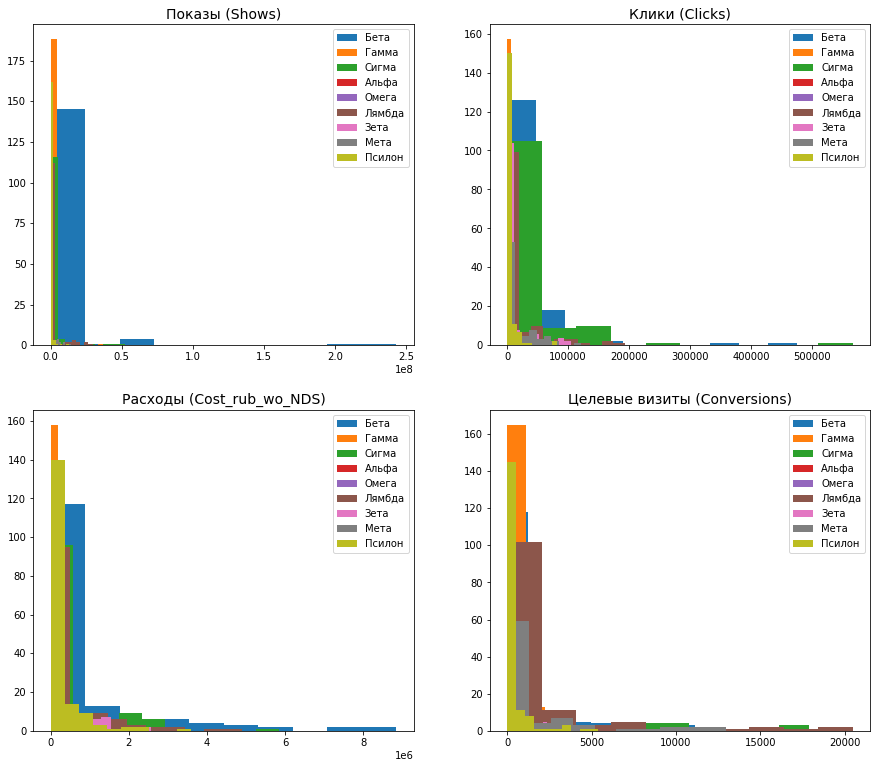 Показы (Shows)
175
150
125
100
75
50
25
0
0.0
0.5
1.0
1.5
2.0
2.5
1e8
Бета
Гамма
Сигма
Альфа
Омега
Лямбда
Зета
Мета
Псилон
Клики (Clicks)
160
140
120
100
80
60
40
20
0
0
100000
200000
300000
400000
500000
Бета
Гамма
Сигма
Альфа
Омега
Лямбда
Зета
Мета
Псилон
Расходы (Cost_rub_wo_NDS)
160
140
120
100
80
60
40
20
0
0
2
4
6
8
1e6
Бета
Гамма
Сигма
Альфа
Омега
Лямбда
Зета
Мета
Псилон
Целевые визиты (Conversions)
160
140
120
100
80
60
40
20
0
0
5000
10000
15000
20000
Бета
Гамма
Сигма
Альфа
Омега
Лямбда
Зета
Мета
Псилон